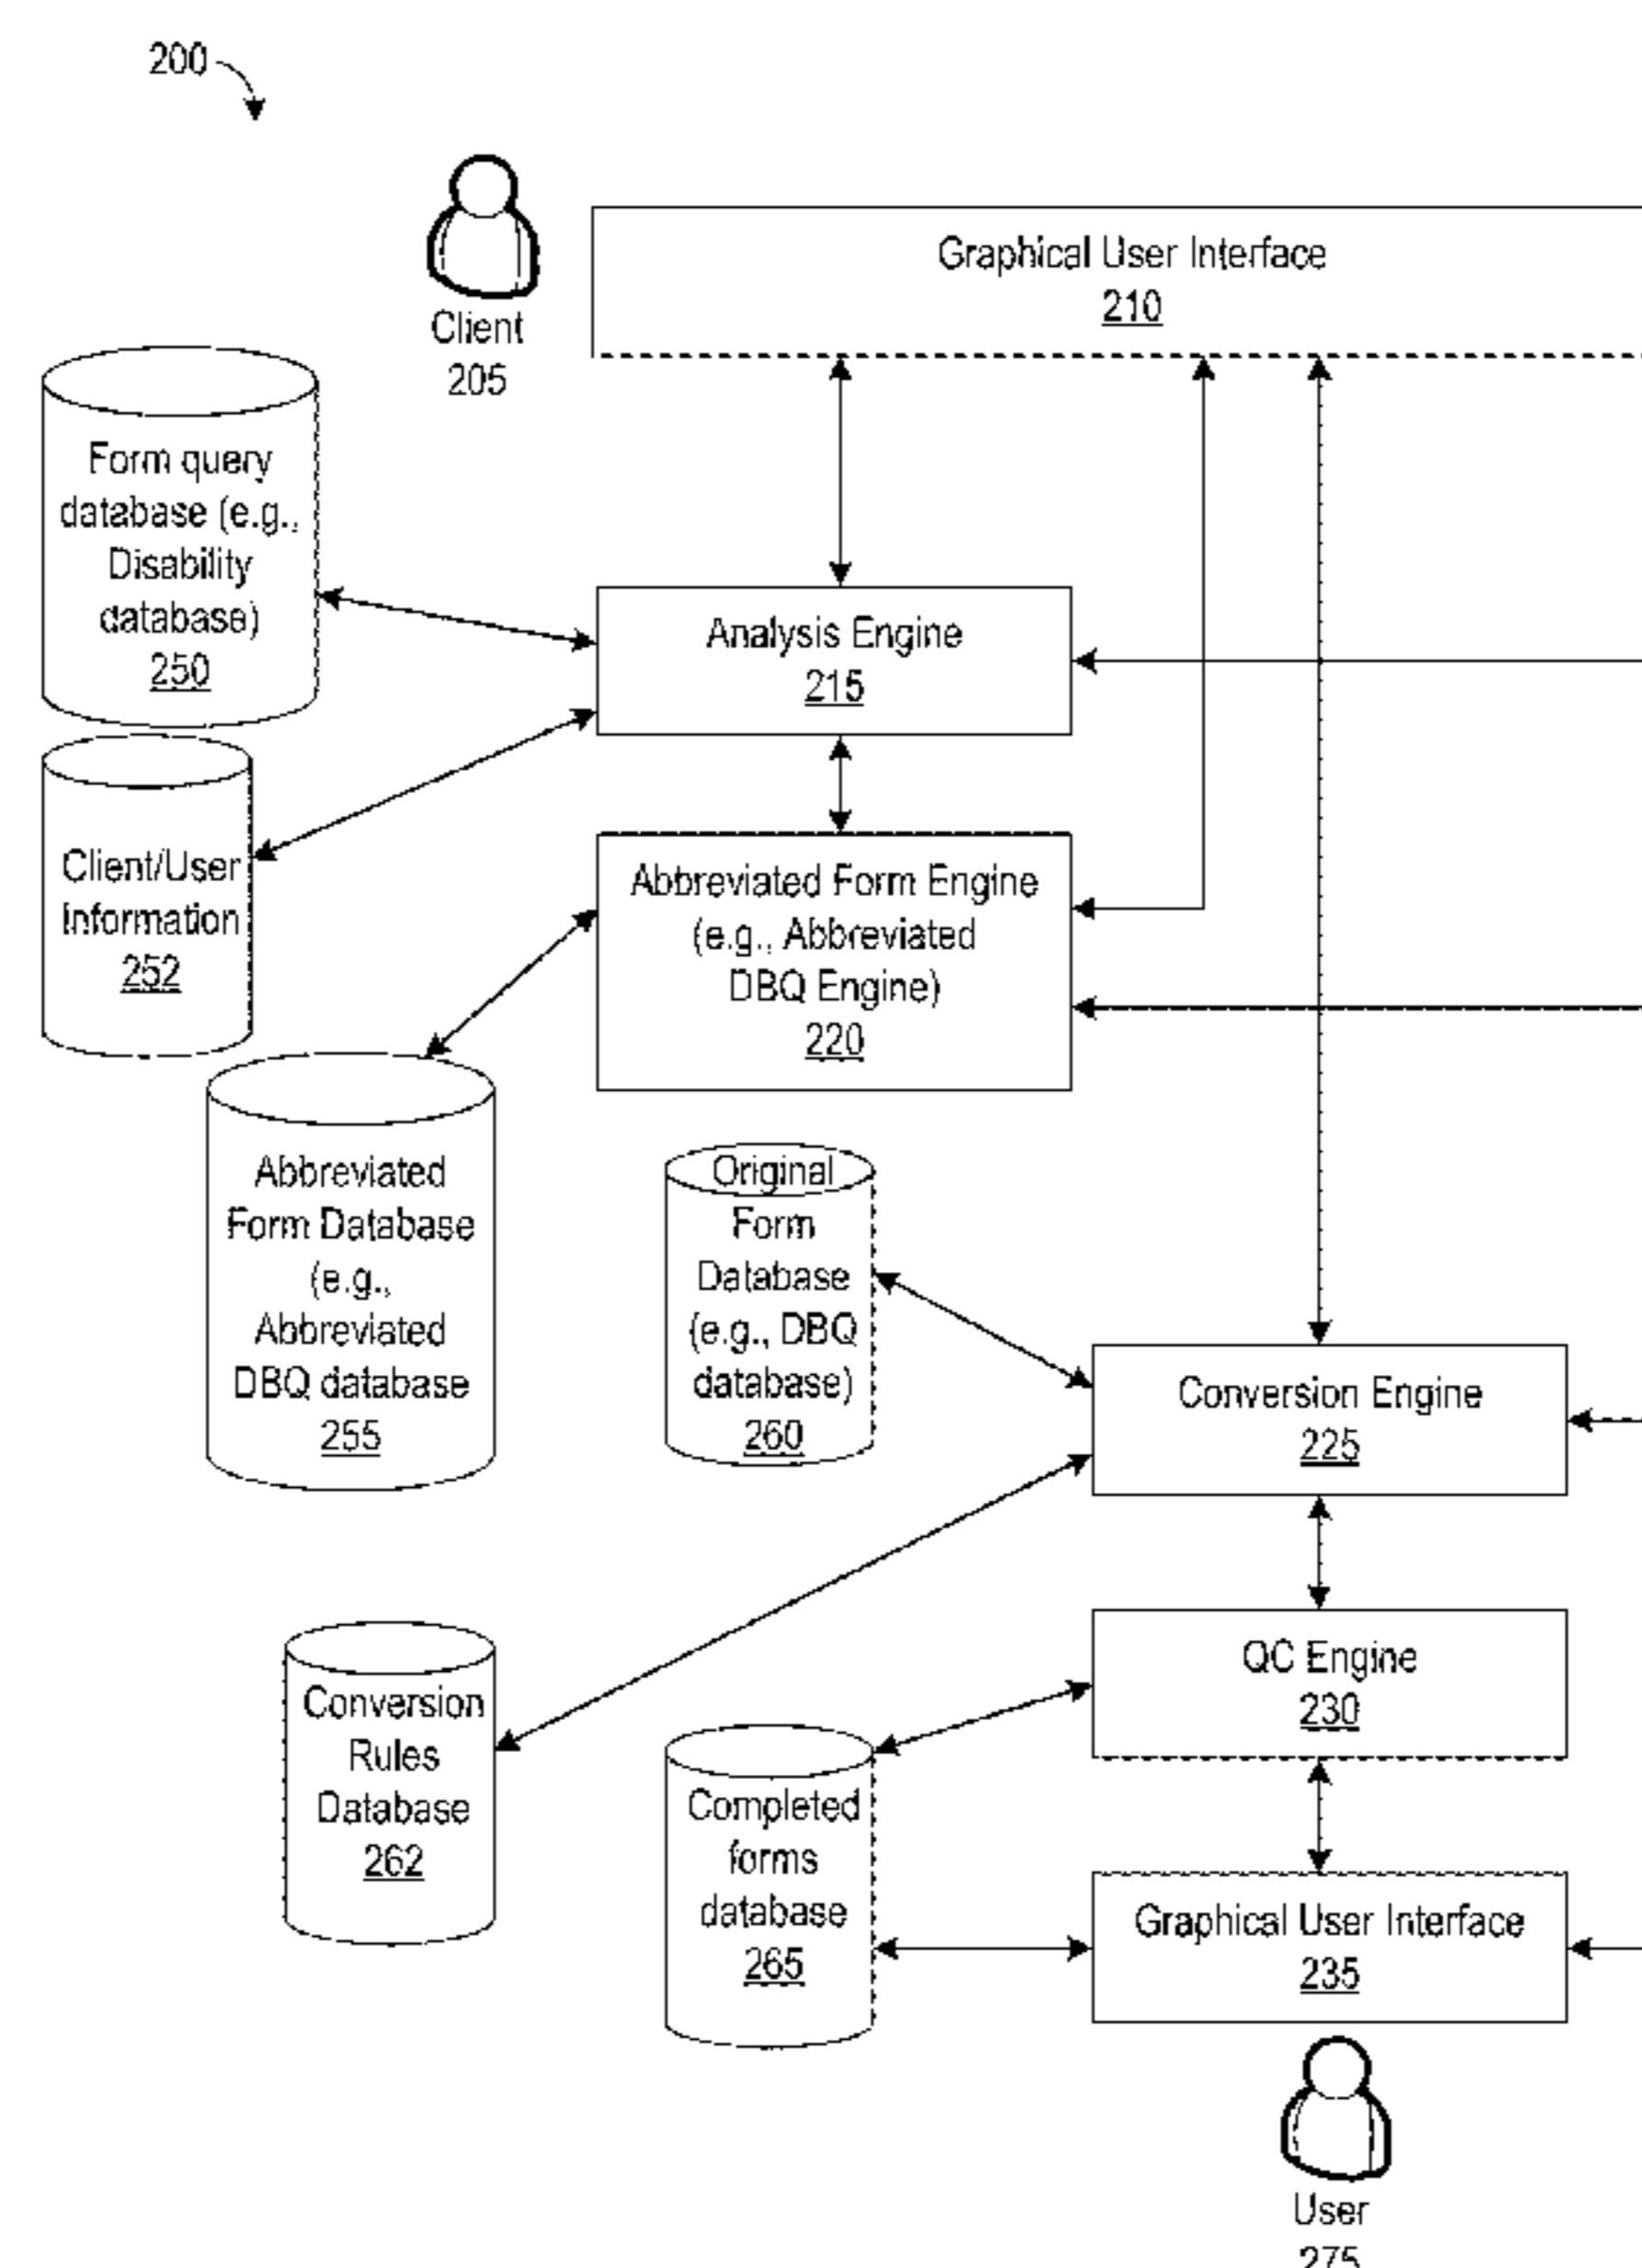 200
Graphical User Interface
210
Client
205
Form query
database (e.g.,
Disability
database)
250
Analysis Engine
215
Client/User
Information
252
Abbreviated Form Engine
(e.g., Abbreviated
DBQ Engine)
220
Abbreviated
Form Database
(e.g.,
Abbreviated
DBQ database
255
Original
Form
Database
(e.g., DBQ
database)
260
Conversion Engine
225
Conversion
Rules
Database
262
QC Engine
230
Completed
forms
database
265
Graphical User Interface
235
User
275